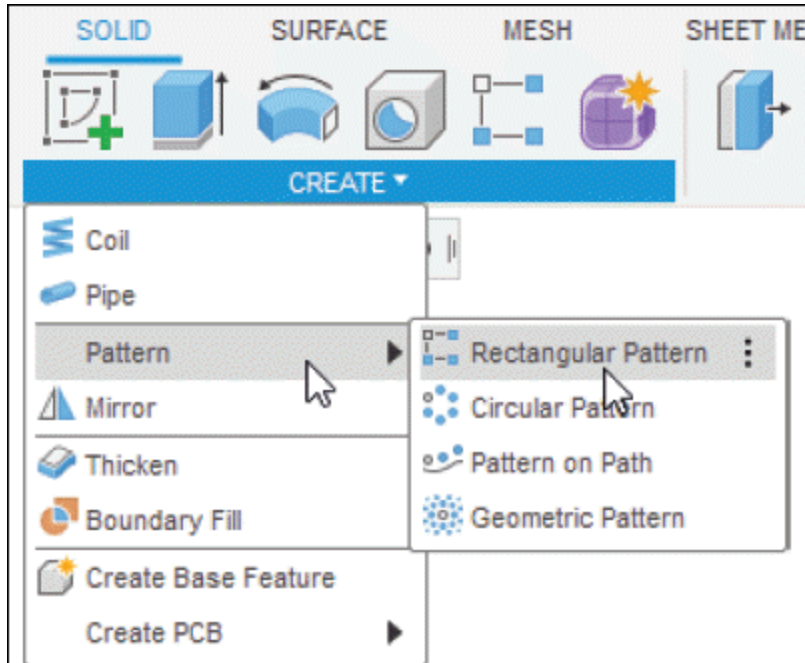 SOLID SURFACE MESH SHEET ME
CREATE
Coil
Pipe
Pattern
Rectangular Pattern
Mirror
Circular Pattern
Thicken
Pattern on Path
Boundary Fill
Geometric Pattern
Create Base Feature
Create PCB